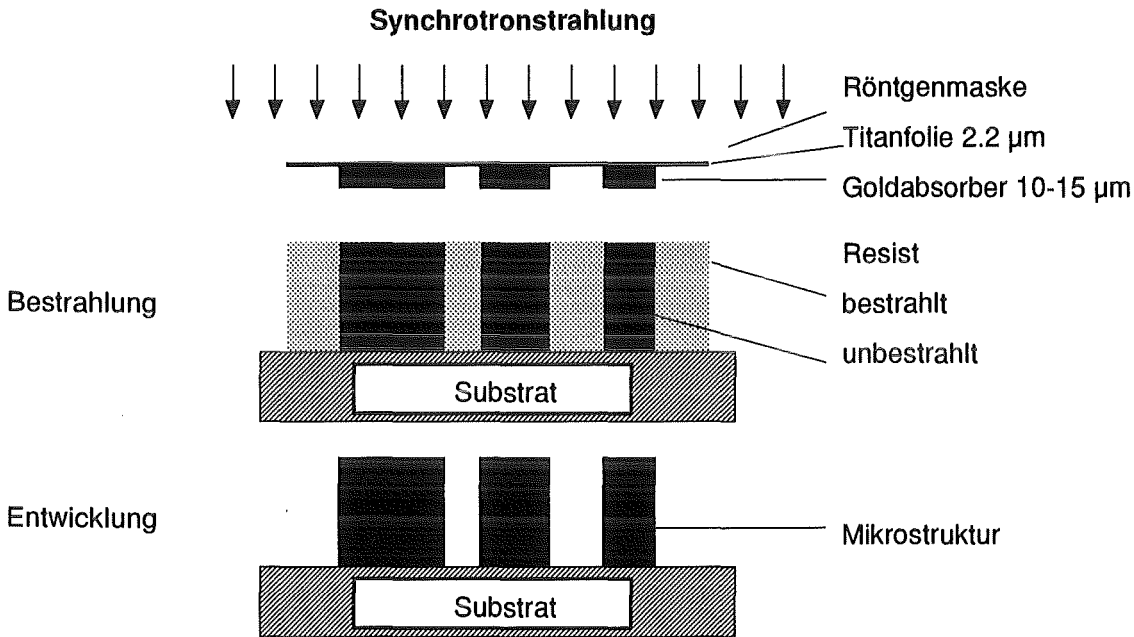 Synchrotronstrahlung
Röntgenmaske
Titanfolie 2.2 µm
Goldabsorber 10-15 µm
Resist
Bestrahlung
bestrahlt
unbestrahlt
Substrat
Entwicklung
Mikrostruktur
Substrat